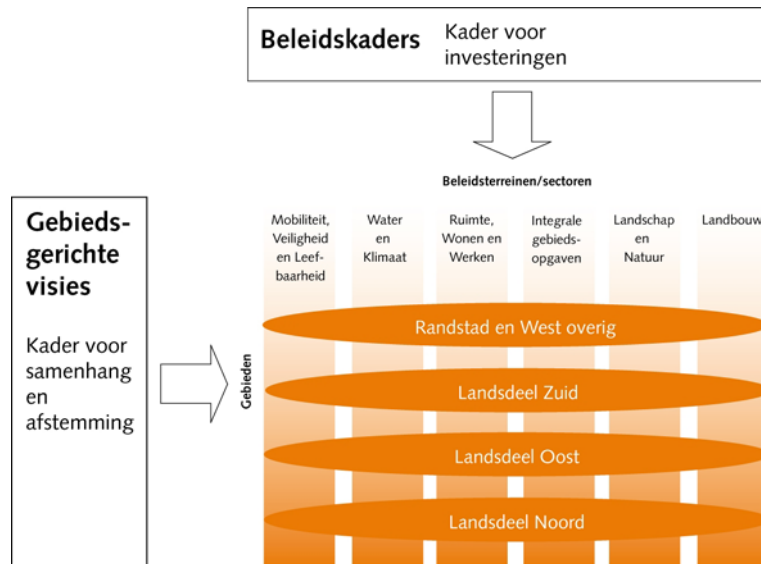 Beleidskaders
Kader voor
investeringen
Beleidsterreinen/sectoren
Gebieds-
gerichte
visies
Kader voor
samenhang
en
afstemming
Gebieden
Mobiliteit,
Veiligheid
en Leef-
baarheid
Water
en
Klimaat
Ruimte,
Wonen en
Werken
Integrale
gebieds-
opgaven
Landschap
en
Natuur
Landbouw
Randstad en West overig
Landsdeel Zuid
Landsdeel Oost
Landsdeel Noord